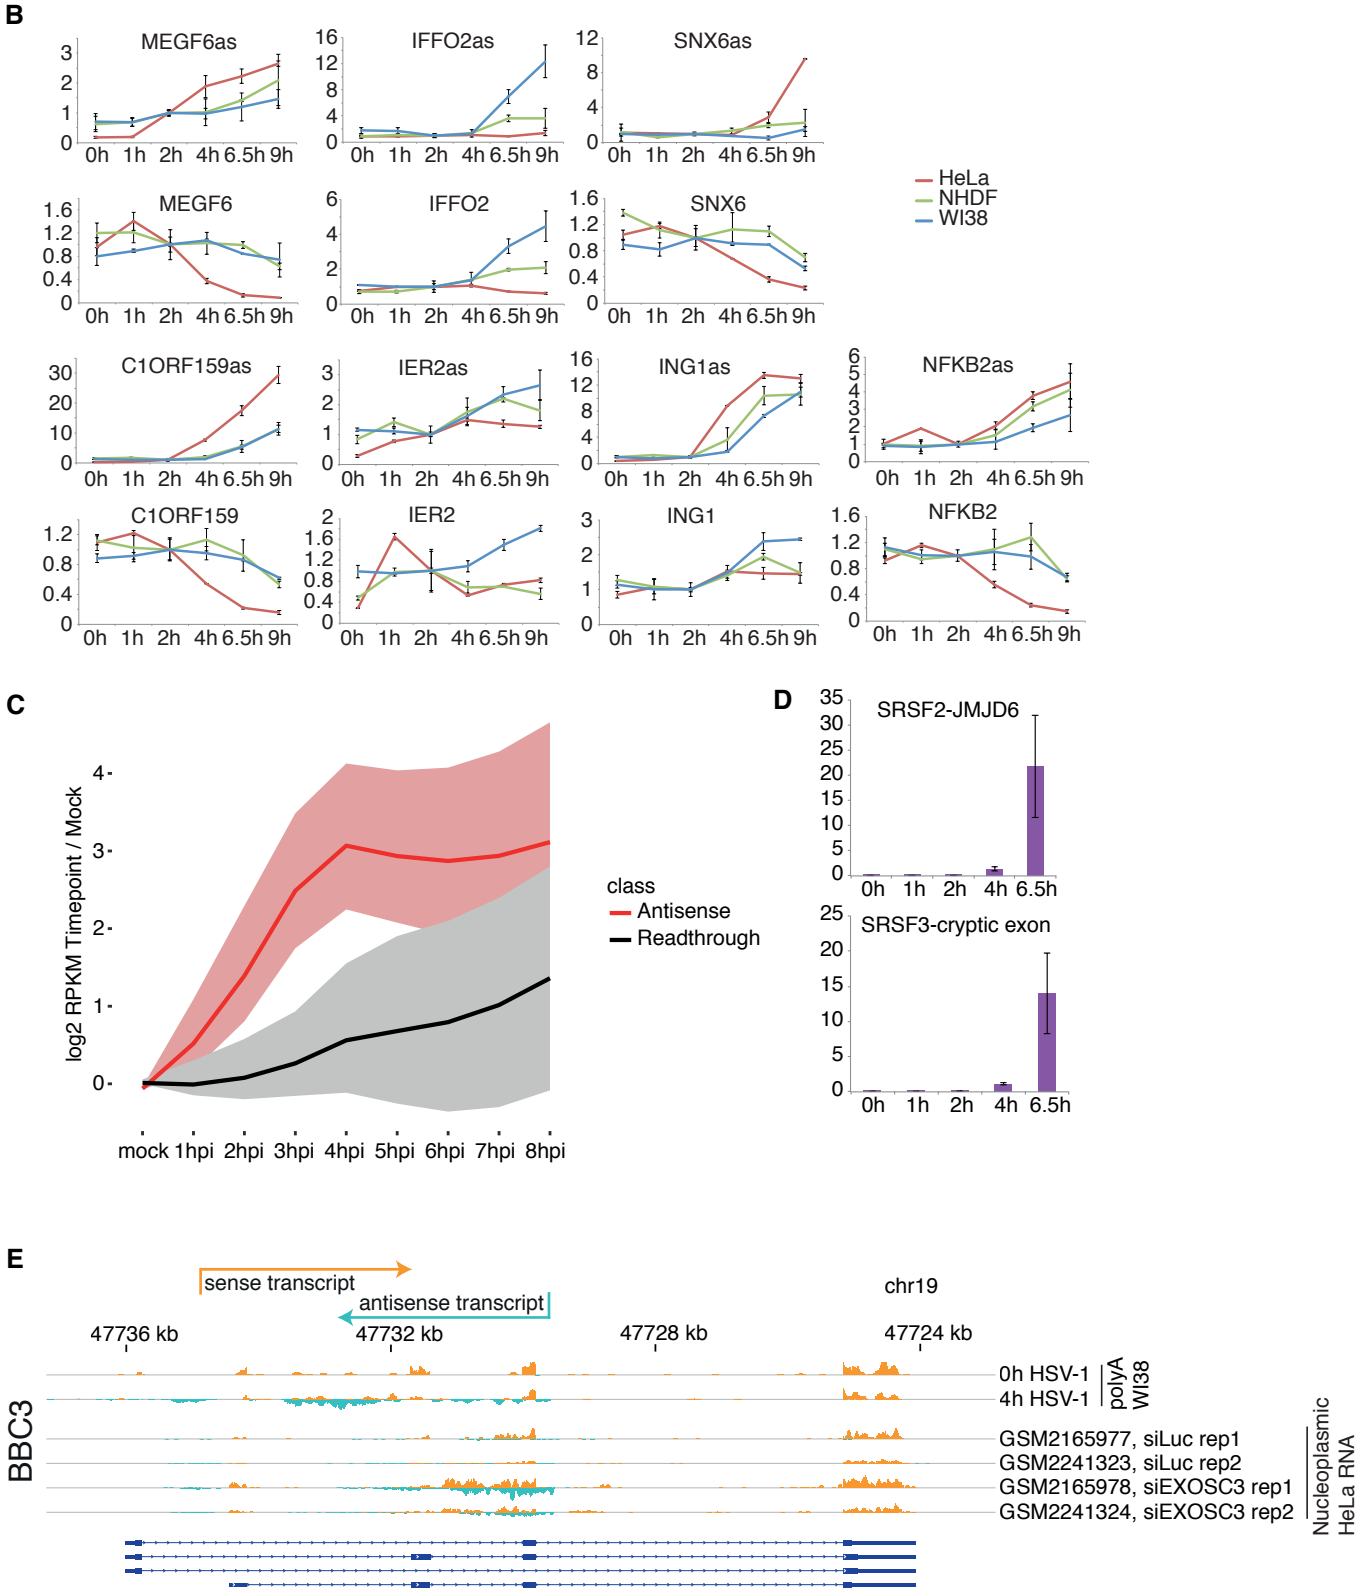 B
MEGF6as
3
2
1
0
0h 1h 2h 4h 6.5h 9h
IFFO2as
16
12
8
4
0
0h 1h 2h 4h 6.5h 9h
SNX6as
12
8
4
0
0h 1h 2h 4h 6.5h 9h
HeLa
NHDF
WI38
MEGF6
1.6
1.2
0.8
0.4
0
0h 1h 2h 4h 6.5h 9h
IFFO2
6
4
2
0
0h 1h 2h 4h 6.5h 9h
SNX6
1.6
1.2
0.8
0.4
0
0h 1h 2h 4h 6.5h 9h
C1ORF159as
30
20
10
0
0h 1h 2h 4h 6.5h 9h
IER2as
3
2
1
0
0h 1h 2h 4h 6.5h 9h
ING1as
16
12
8
4
0
0h 1h 2h 4h 6.5h 9h
NFKB2as
6
5
4
3
2
1
0
0h 1h 2h 4h 6.5h 9h
C1ORF159
1.2
0.8
0.4
0
0h 1h 2h 4h 6.5h 9h
IER2
2
1.6
1.2
0.8
0.4
0
0h 1h 2h 4h 6.5h 9h
ING1
3
2
1
0
0h 1h 2h 4h 6.5h 9h
NFKB2
1.6
1.2
0.8
0.4
0
0h 1h 2h 4h 6.5h 9h
C
log2 RPKM Timepoint / Mock
4
3
2
1
0
mock 1hpi 2hpi 3hpi 4hpi 5hpi 6hpi 7hpi 8hpi
class
Antisense
Readthrough
D
SRSF2-JMJD6
35
30
25
20
15
10
5
0
0h 1h 2h 4h 6.5h
SRSF3-cryptic exon
25
20
15
10
5
0
0h 1h 2h 4h 6.5h
E
sense transcript
antisense transcript
chr19
47736 kb 47732 kb 47728 kb 47724 kb
BBC3
0h HSV-1
4h HSV-1
polyA
WI38
GSM2165977, siLuc rep1
GSM2241323, siLuc rep2
GSM2165978, siEXOSC3 rep1
GSM2241324, siEXOSC3 rep2
Nucleoplasmic
HeLa RNA